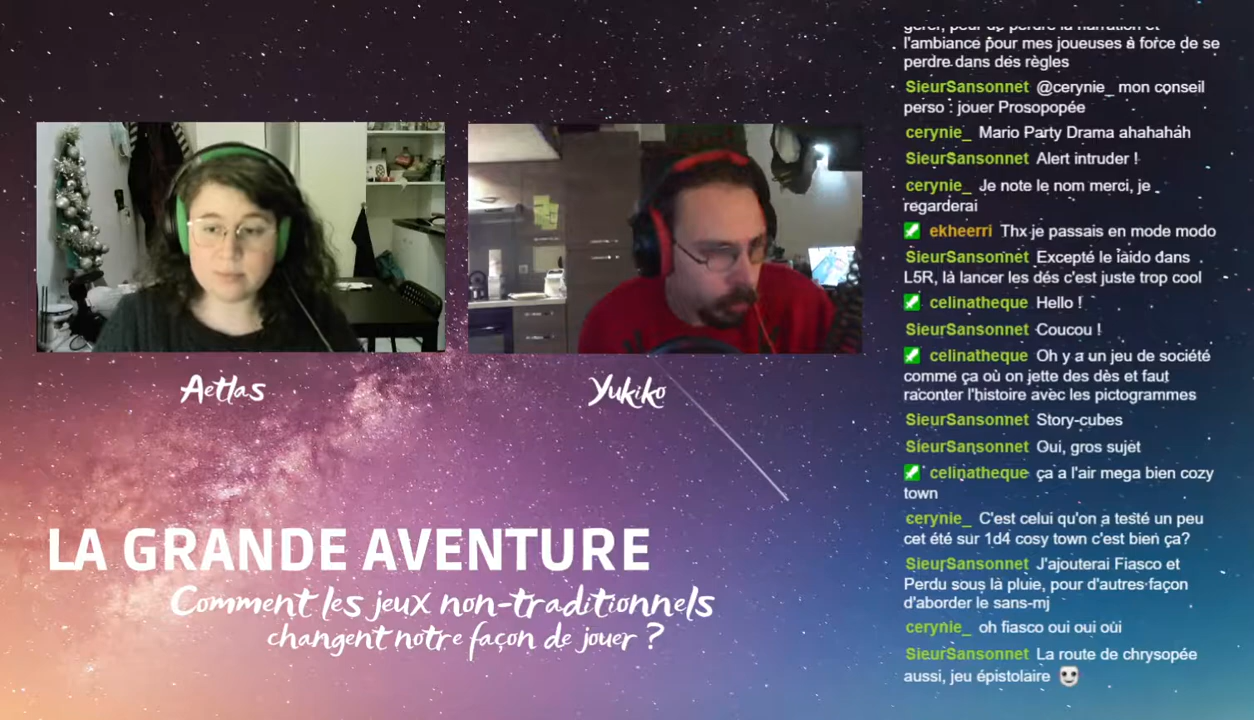 Aetlas
Yukiko
LA GRANDE AVENTURE
Comment les jeux non-traditionnels
changent notre façon de jouer ?
gérer, peur de perdre la narration et
l'ambiance pour mes joueuses à force de se
perdre dans des règles
SieurSansonnet @cerynie_ mon conseil
perso : jouer Prosopopée
cerynie_ Mario Party Drama ahahahah
SieurSansonnet Alert intruder !
cerynie_ Je note le nom merci, je
regarderai
ekheerri Thx je passais en mode modo
SieurSansonnet Excepté le iaido dans
L5R, là lancer les dés c'est juste trop cool
celinatheque Hello !
SieurSansonnet Coucou !
celinatheque Oh y a un jeu de société
comme ça où on jette des dès et faut
raconter l'histoire avec les pictogrammes
SieurSansonnet Story-cubes
SieurSansonnet Oui, gros sujet
celinatheque ça a l'air mega bien cozy
town
cerynie_ C'est celui qu'on a testé un peu
cet été sur 1d4 cosy town c'est bien ça?
SieurSansonnet J'ajouterai Fiasco et
Perdu sous la pluie, pour d'autres façon
d'aborder le sans-mj
cerynie_ oh fiasco oui oui oui
SieurSansonnet La route de chrysopée
aussi, jeu épistolaire